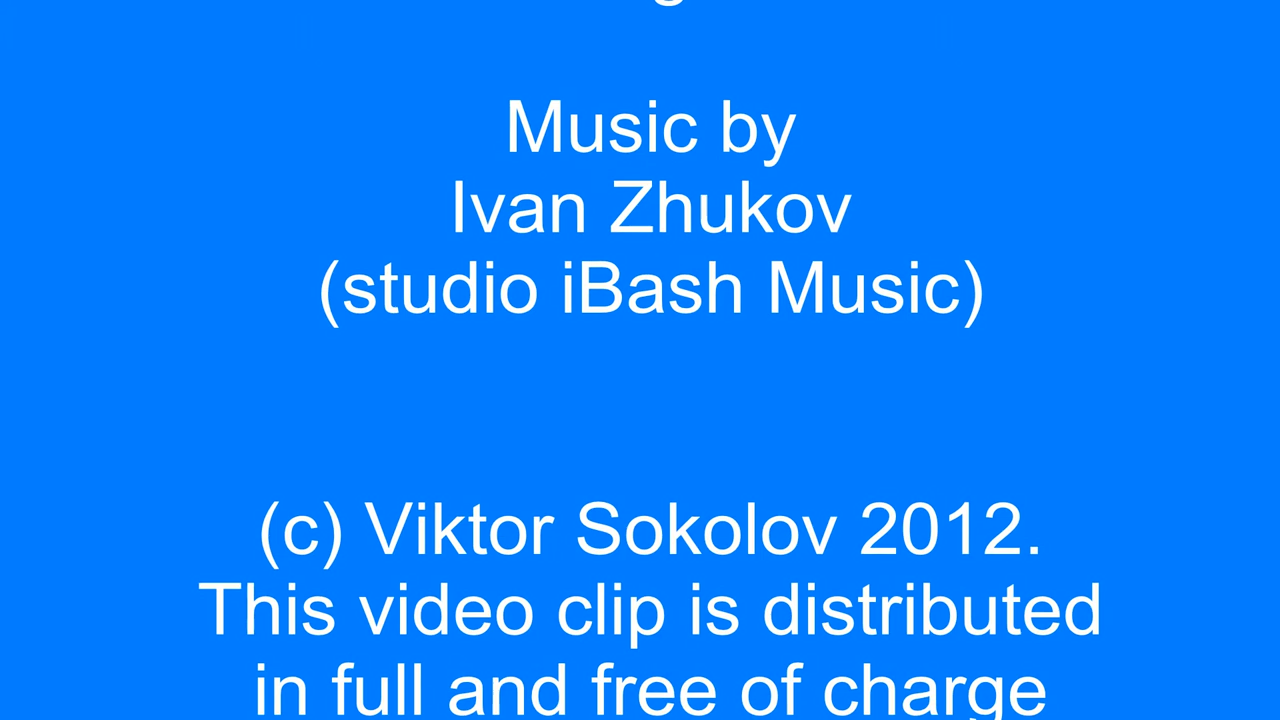 Music by
Ivan Zhukov
(studio iBash Music)
(c) Viktor Sokolov 2012.
This video clip is distributed
in full and free of charge